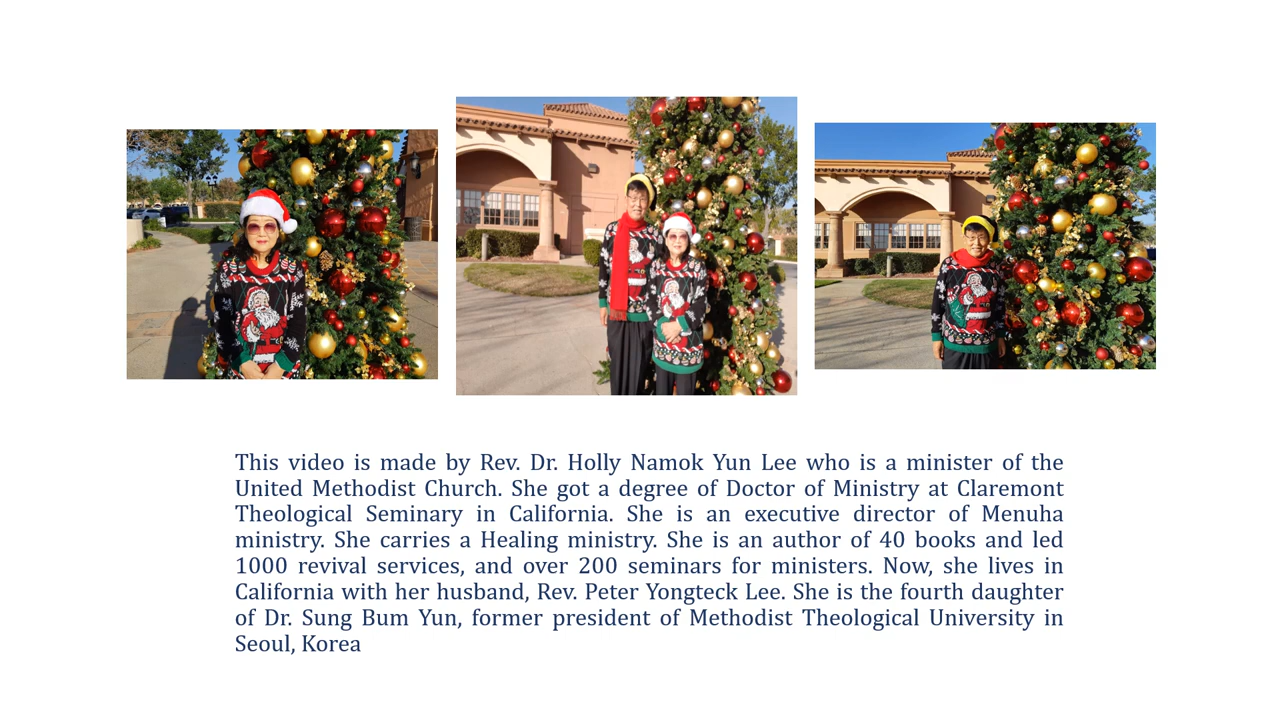 This video is made by Rev. Dr. Holly Namok Yun Lee who is a minister of the
United Methodist Church. She got a degree of Doctor of Ministry at Claremont
Theological Seminary in California. She is an executive director of Menuha
ministry. She carries a Healing ministry. She is an author of 40 books and led
1000 revival services, and over 200 seminars for ministers. Now, she lives in
California with her husband, Rev. Peter Yongteck Lee. She is the fourth daughter
of Dr. Sung Bum Yun, former president of Methodist Theological University in
Seoul, Korea